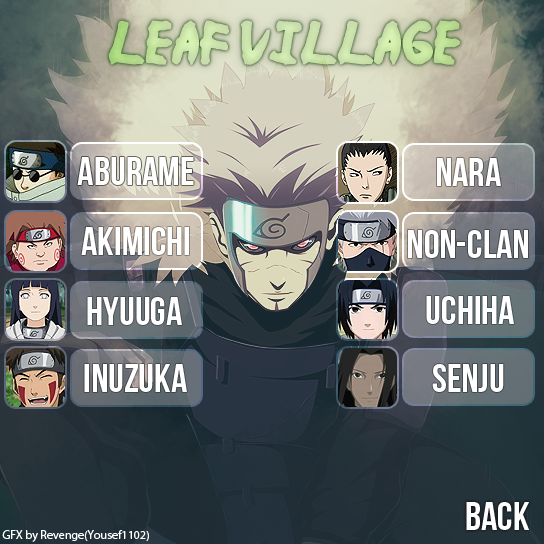 LEAF VILLAGE
ABURAME
NARA
AKIMICHI
NON-CLAN
HYUUGA
UCHIHA
INUZUKA
SENJU
BACK
GFX by Revenge(Yousef1102)